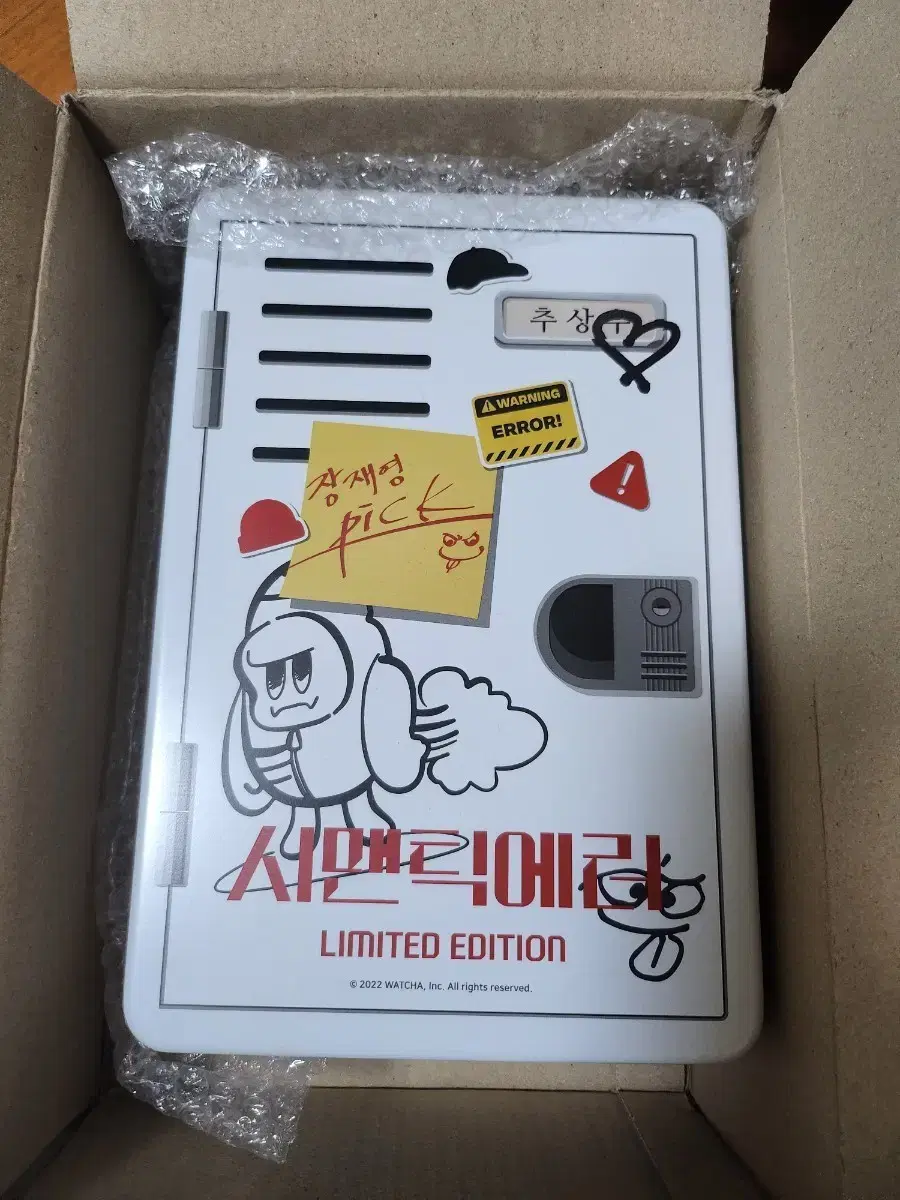 추상우
WARNING
ERROR!
장재영
pick
시맨틱에러
LIMITED EDITION
© 2022 WATCHA, Inc. All rights reserved.